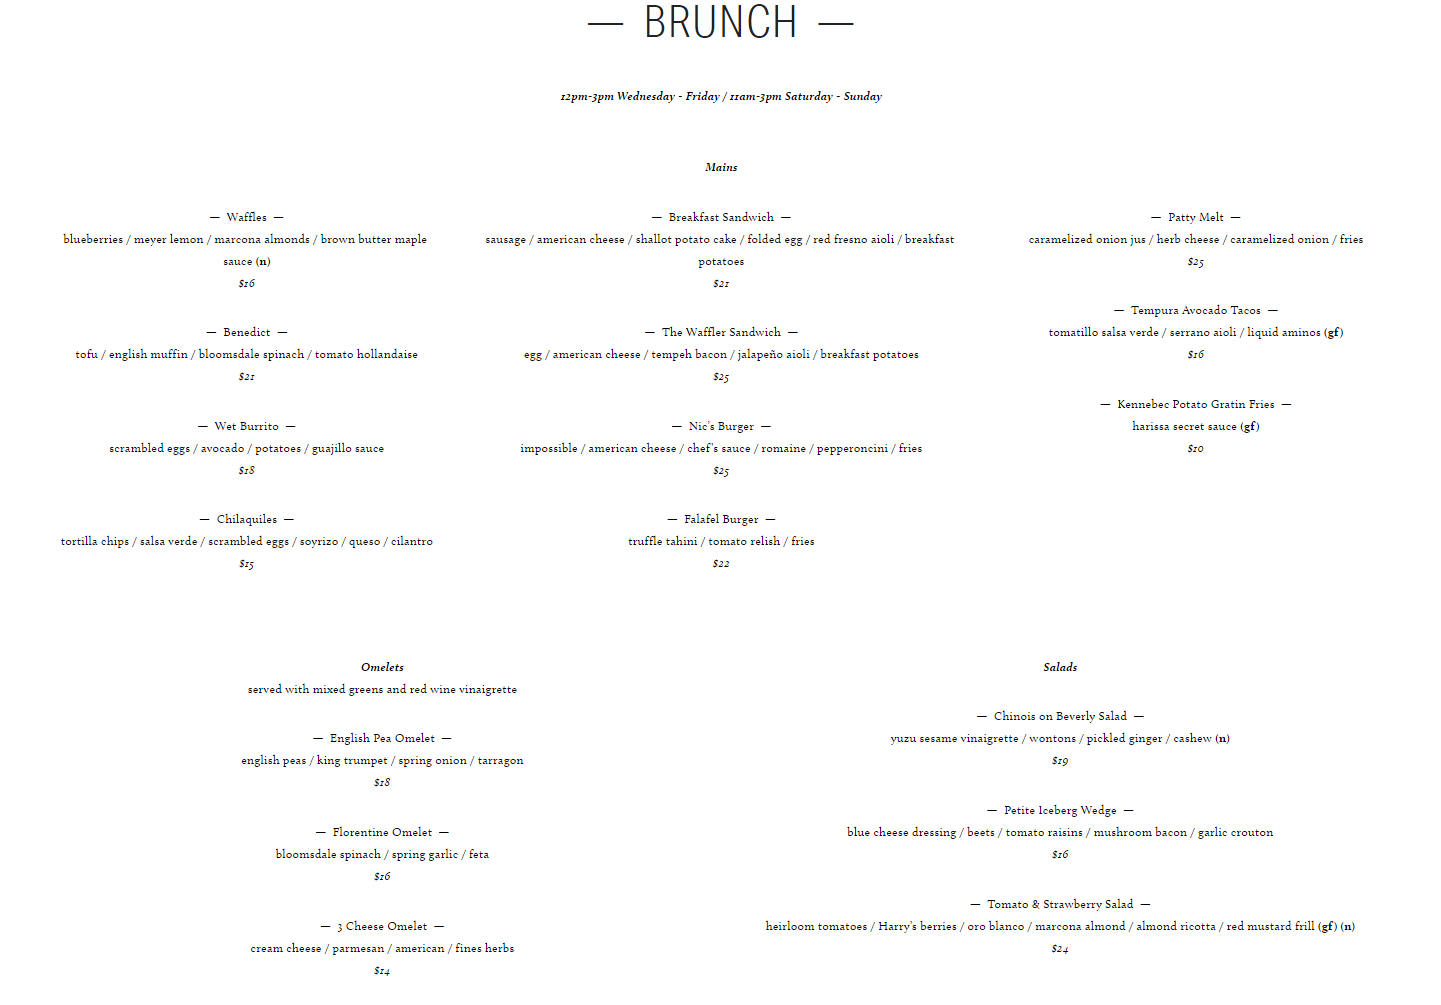 — BRUNCH —
12pm-3pm Wednesday - Friday / 11am-3pm Saturday - Sunday
Mains
— Waffles —
blueberries / meyer lemon / marcona almonds / brown butter maple
sauce (n)
$16
— Benedict —
tofu / english muffin / bloomsdale spinach / tomato hollandaise
$21
— Wet Burrito —
scrambled eggs / avocado / potatoes / guajillo sauce
$18
— Chilaquiles —
tortilla chips / salsa verde / scrambled eggs / soyrizo / queso / cilantro
$15
— Breakfast Sandwich —
sausage / american cheese / shallot potato cake / folded egg / red fresno aioli / breakfast
potatoes
$21
— The Waffler Sandwich —
egg / american cheese / tempeh bacon / jalapeño aioli / breakfast potatoes
$25
— Nic's Burger —
impossible / american cheese / chef's sauce / romaine / pepperoncini / fries
$25
— Falafel Burger —
truffle tahini / tomato relish / fries
$22
— Patty Melt —
caramelized onion jus / herb cheese / caramelized onion / fries
$25
— Tempura Avocado Tacos —
tomatillo salsa verde / serrano aioli / liquid aminos (gf)
$16
— Kennebec Potato Gratin Fries —
harissa secret sauce (gf)
$10
Omelets
served with mixed greens and red wine vinaigrette
— English Pea Omelet —
english peas / king trumpet / spring onion / tarragon
$18
— Florentine Omelet —
bloomsdale spinach / spring garlic / feta
$16
— 3 Cheese Omelet —
cream cheese / parmesan / american / fines herbs
$14
Salads
— Chinois on Beverly Salad —
yuzu sesame vinaigrette / wontons / pickled ginger / cashew (n)
$19
— Petite Iceberg Wedge —
blue cheese dressing / beets / tomato raisins / mushroom bacon / garlic crouton
$16
— Tomato & Strawberry Salad —
heirloom tomatoes / Harry's berries / oro blanco / marcona almond / almond ricotta / red mustard frill (gf) (n)
$24